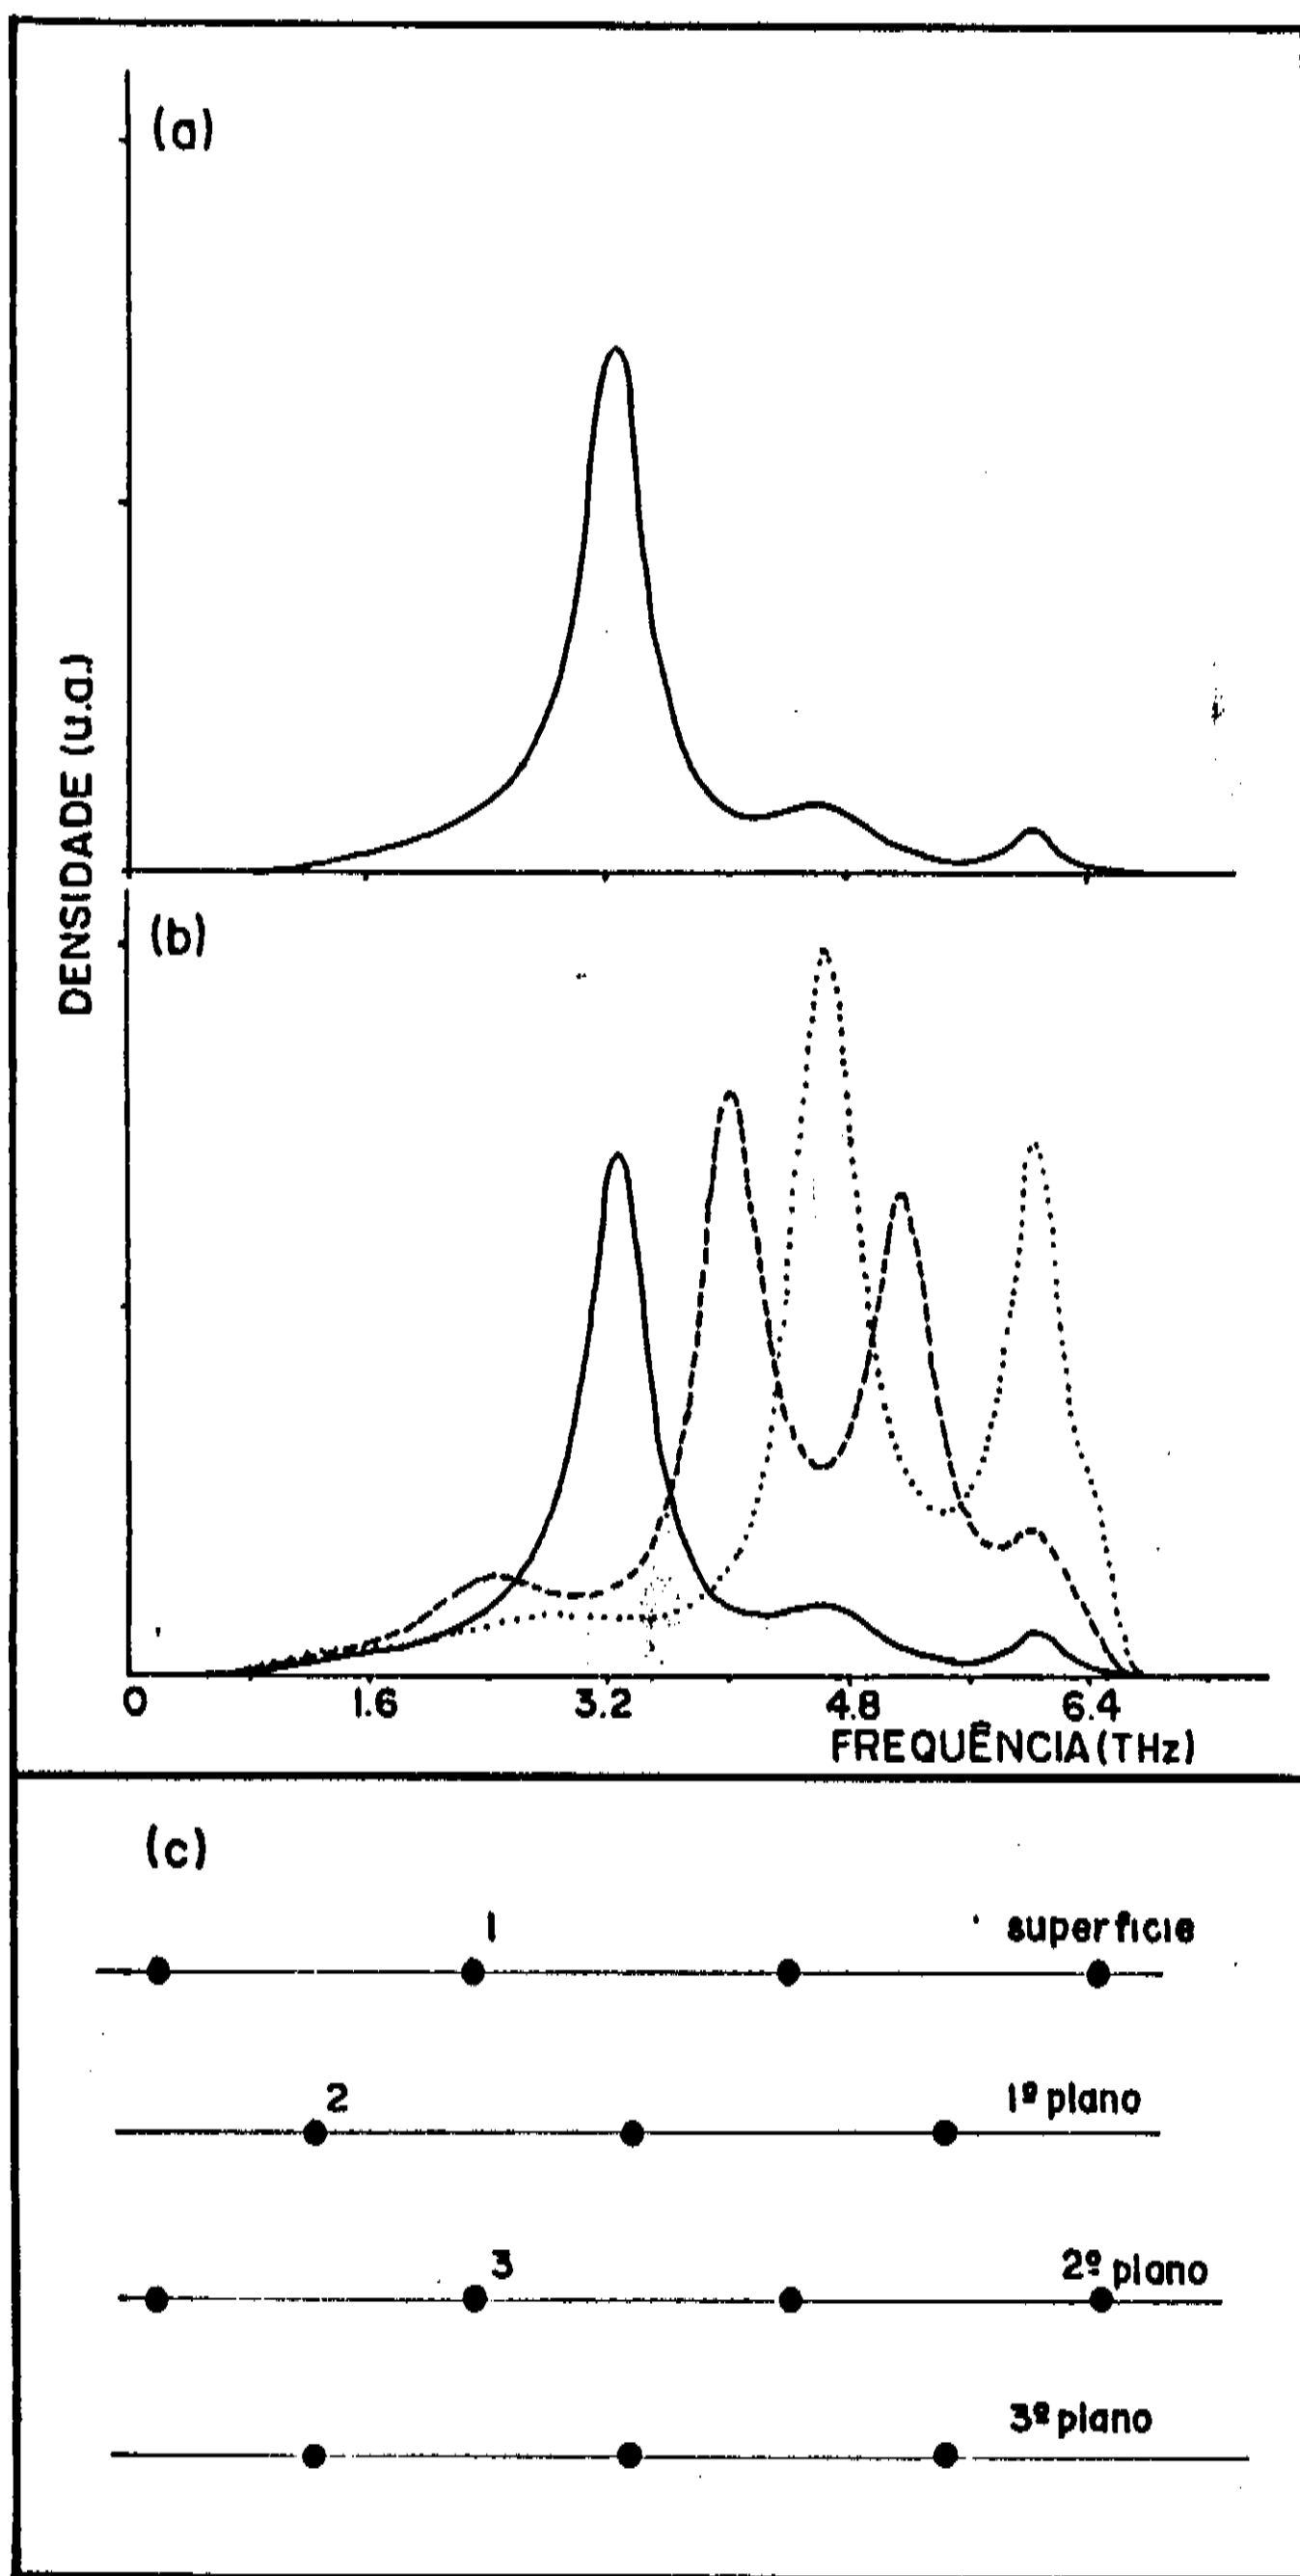 (a)
DENSIDADE (u.a.)
(b)
0 1.6 3.2 4.8 6.4
FREQUÊNCIA (THz)
(c)
1 superficie
2 1º plano
3 2º plano
3º plano